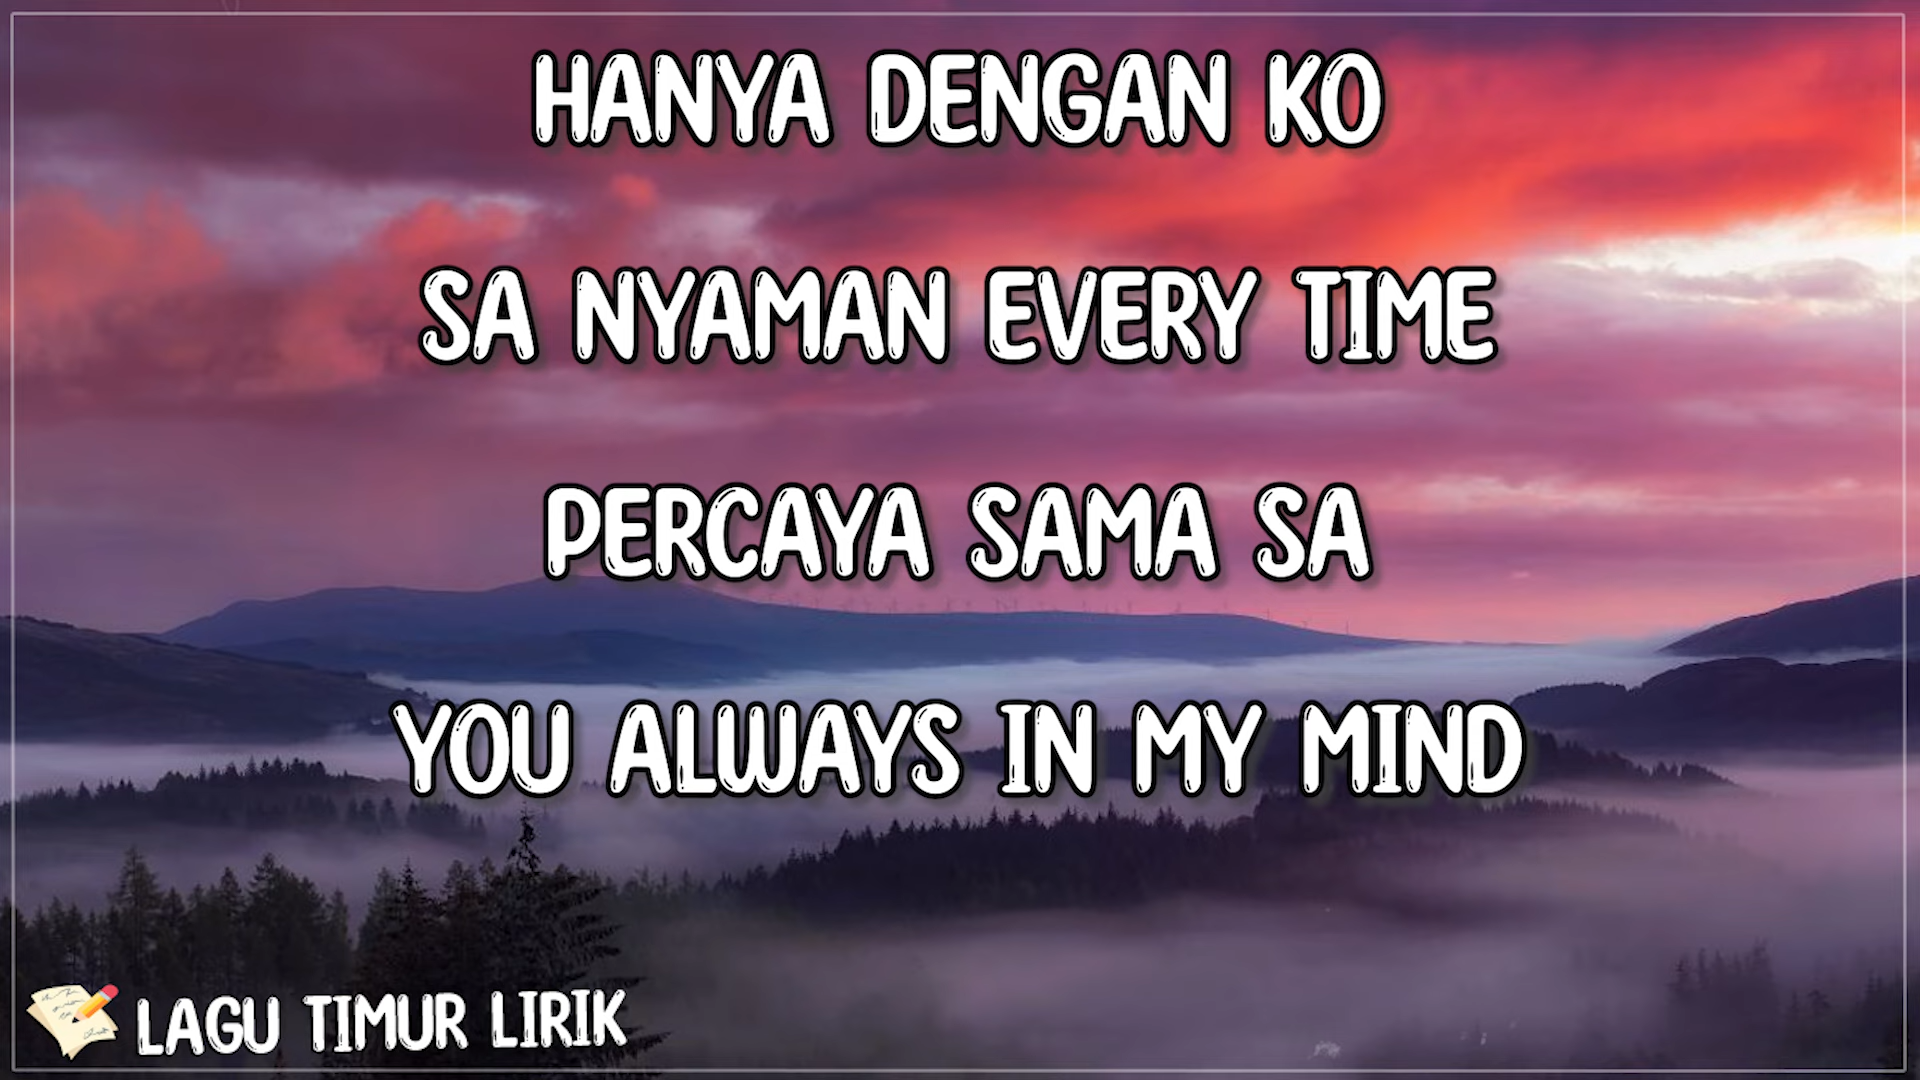 HANYA DENGAN KO
SA NYAMAN EVERY TIME
PERCAYA SAMA SA
YOU ALWAYS IN MY MIND
LAGU TIMUR LIRIK